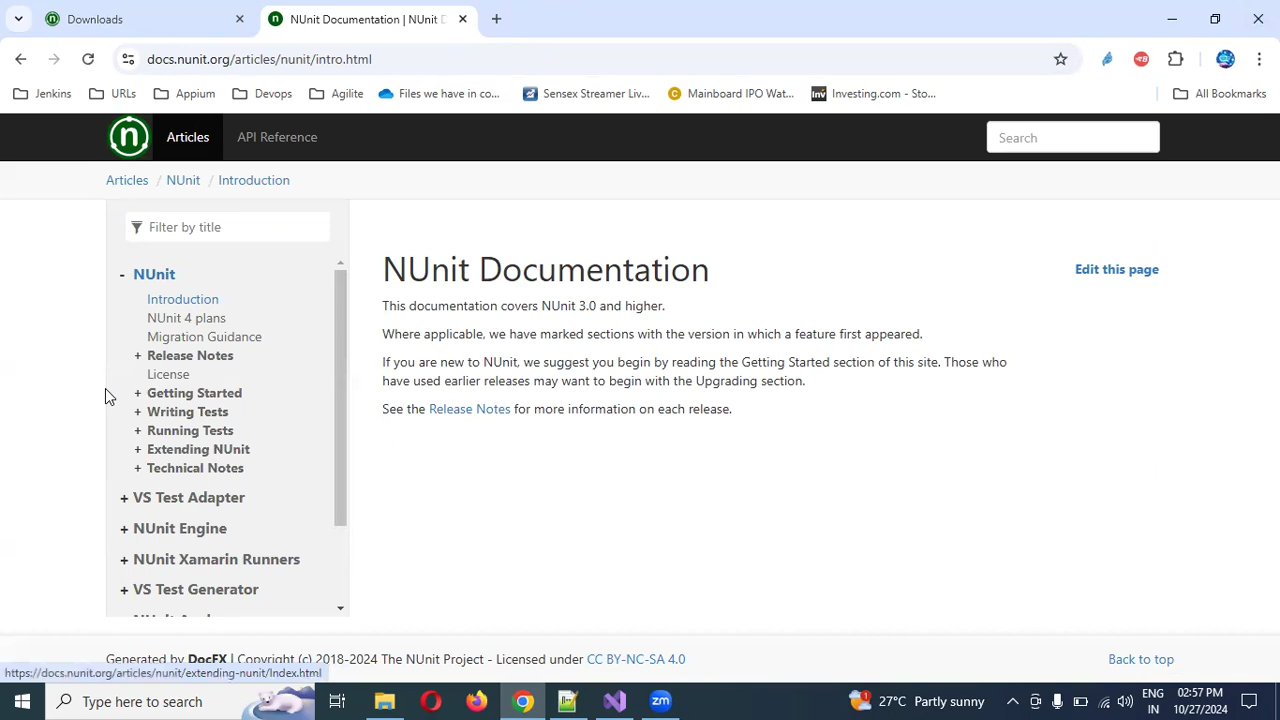 Downloads
NUnit Documentation | NUnit D
docs.nunit.org/articles/nunit/intro.html
Jenkins
URLs
Appium
Devops
Agilite
Files we have in co...
Sensex Streamer Liv...
Mainboard IPO Wat...
Investing.com - Sto...
All Bookmarks
n
Articles
API Reference
Search
Articles / NUnit / Introduction
Filter by title
- NUnit
Introduction
NUnit 4 plans
Migration Guidance
+ Release Notes
License
+ Getting Started
+ Writing Tests
+ Running Tests
+ Extending NUnit
+ Technical Notes
+ VS Test Adapter
+ NUnit Engine
+ NUnit Xamarin Runners
+ VS Test Generator
NUnit Documentation
Edit this page
This documentation covers NUnit 3.0 and higher.
Where applicable, we have marked sections with the version in which a feature first appeared.
If you are new to NUnit, we suggest you begin by reading the Getting Started section of this site. Those who
have used earlier releases may want to begin with the Upgrading section.
See the Release Notes for more information on each release.
Generated by DocFX | Copyright (c) 2018-2024 The NUnit Project - Licensed under CC BY-NC-SA 4.0
Back to top
https://docs.nunit.org/articles/nunit/extending-nunit/Index.html
Type here to search
zm
1
27°C Partly sunny
ENG
IN
02:57 PM
10/27/2024